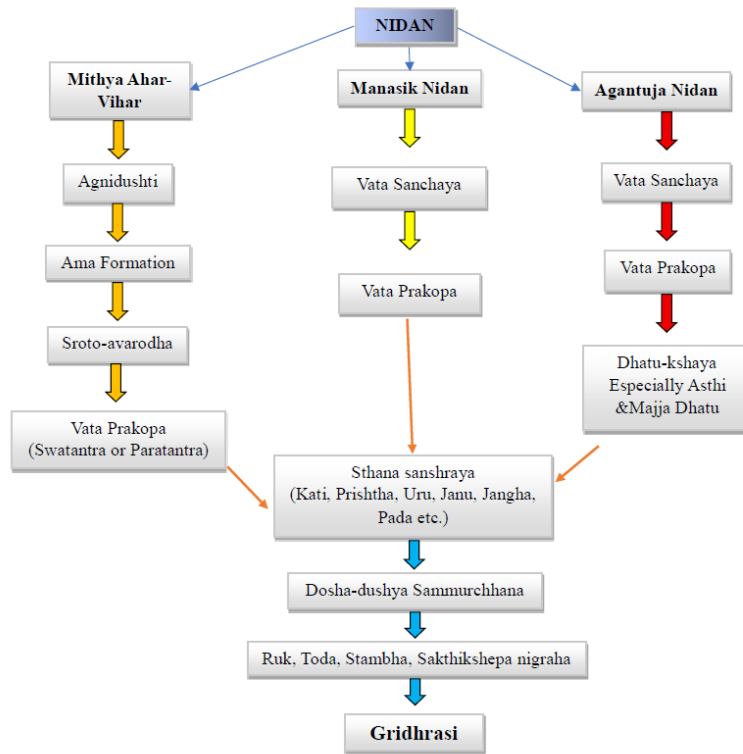 NIDAN
Mithya Ahar-
Vihar
Manasik Nidan
Agantuja Nidan
Agnidushti
Vata Sanchaya
Vata Sanchaya
Ama Formation
Vata Prakopa
Vata Prakopa
Sroto-avarodha
Dhatu-kshaya
Especially Asthi
&Majja Dhatu
Vata Prakopa
(Swatantra or Paratantra)
Sthana sanshraya
(Kati, Prishtha, Uru, Janu, Jangha,
Pada etc.)
Dosha-dushya Sammurchhana
Ruk, Toda, Stambha, Sakthikshepa nigraha
Gridhrasi